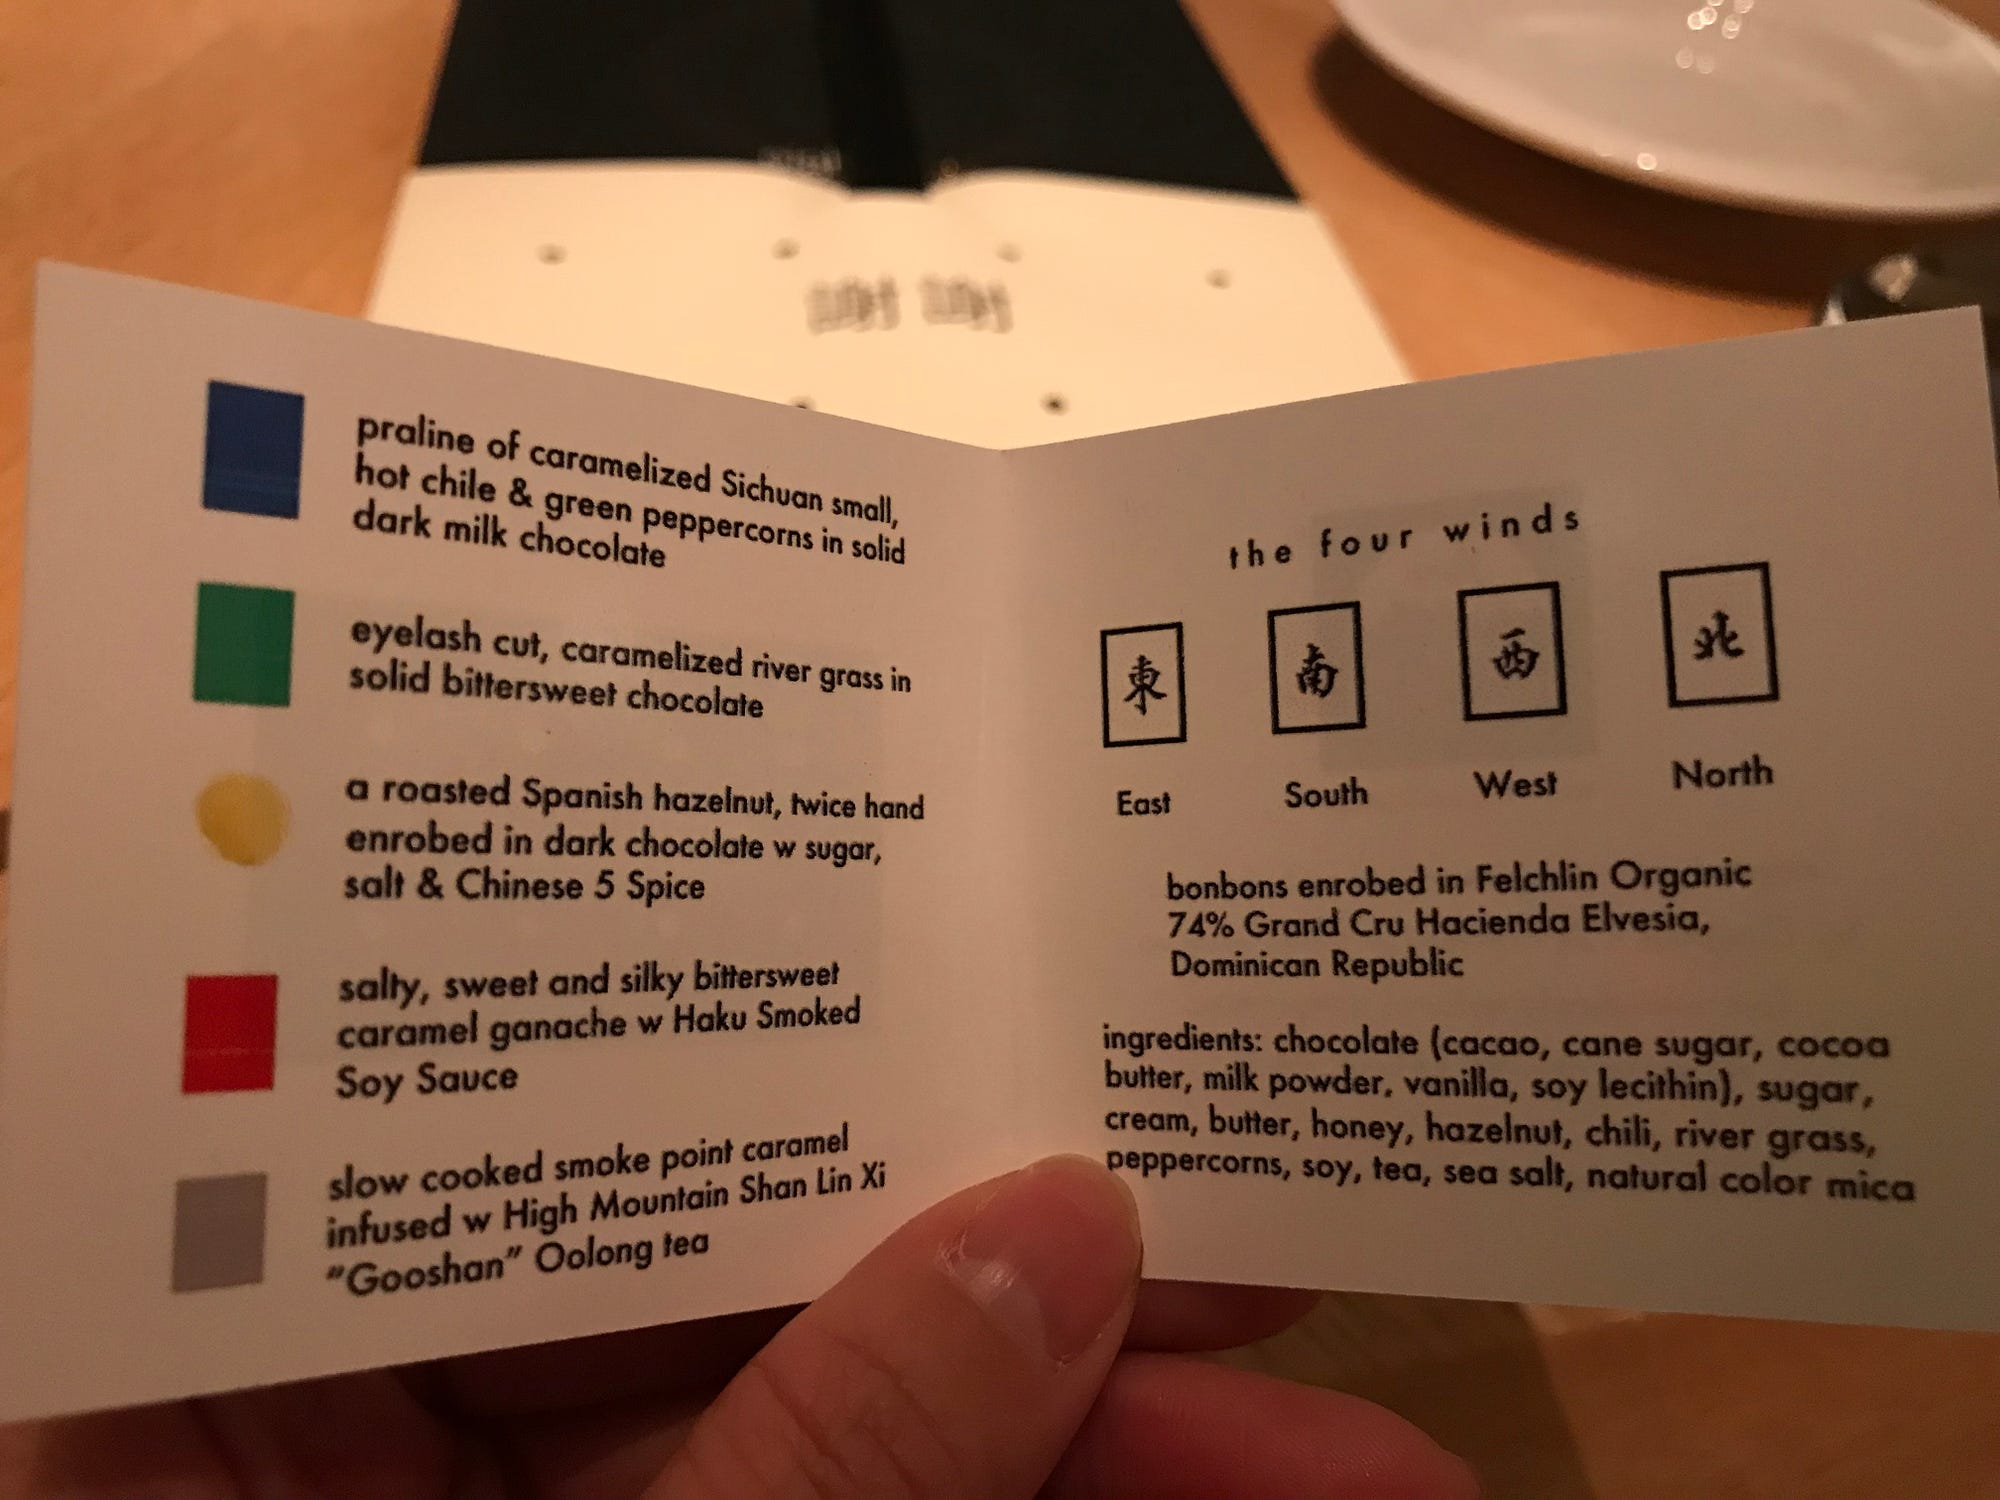 謝 謝
praline of caramelized Sichuan small,
hot chile & green peppercorns in solid
dark milk chocolate
eyelash cut, caramelized river grass in
solid bittersweet chocolate
a roasted Spanish hazelnut, twice hand
enrobed in dark chocolate w sugar,
salt & Chinese 5 Spice
salty, sweet and silky bittersweet
caramel ganache w Haku Smoked
Soy Sauce
slow cooked smoke point caramel
infused w High Mountain Shan Lin Xi
"Gooshan" Oolong tea
the four winds
東 南 西 北
East South West North
bonbons enrobed in Felchlin Organic
74% Grand Cru Hacienda Elvesia,
Dominican Republic
ingredients: chocolate (cacao, cane sugar, cocoa
butter, milk powder, vanilla, soy lecithin), sugar,
cream, butter, honey, hazelnut, chili, river grass,
peppercorns, soy, tea, sea salt, natural color mica